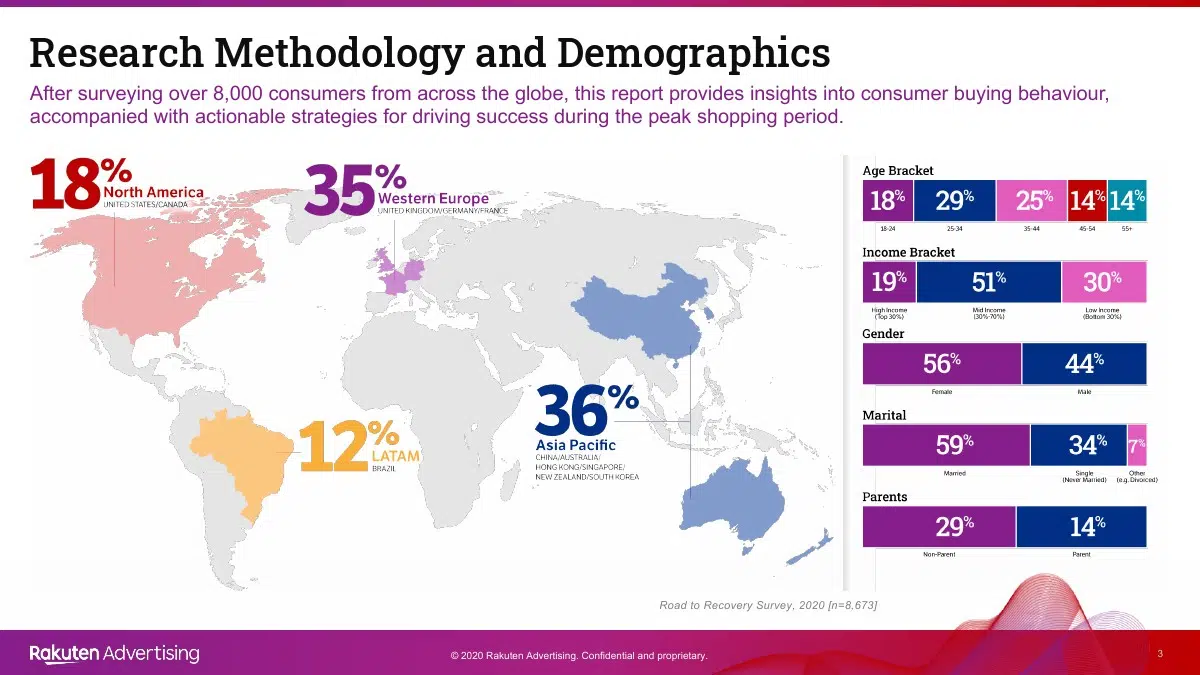 Research Methodology and Demographics
After surveying over 8,000 consumers from across the globe, this report provides insights into consumer buying behaviour,
accompanied with actionable strategies for driving success during the peak shopping period.
18%
North America
UNITED STATES/CANADA
35%
Western Europe
UNITED KINGDOM/GERMANY/FRANCE
12%
LATAM
BRAZIL
36%
Asia Pacific
CHINA/AUSTRALIA/
HONG KONG/SINGAPORE/
NEW ZEALAND/SOUTH KOREA
Age Bracket
18% 29% 25% 14% 14%
18-24 25-34 35-44 45-54 55+
Income Bracket
19% 51% 30%
High Income Mid Income Low Income
(Top 30%) (30%-70%) (Bottom 30%)
Gender
56% 44%
Female Male
Marital
59% 34% 7%
Married Single Other
(Never Married) (e.g. Divorced)
Parents
29% 14%
Non-Parent Parent
Road to Recovery Survey, 2020 [n=8,673]
Rakuten Advertising
© 2020 Rakuten Advertising. Confidential and proprietary.
3